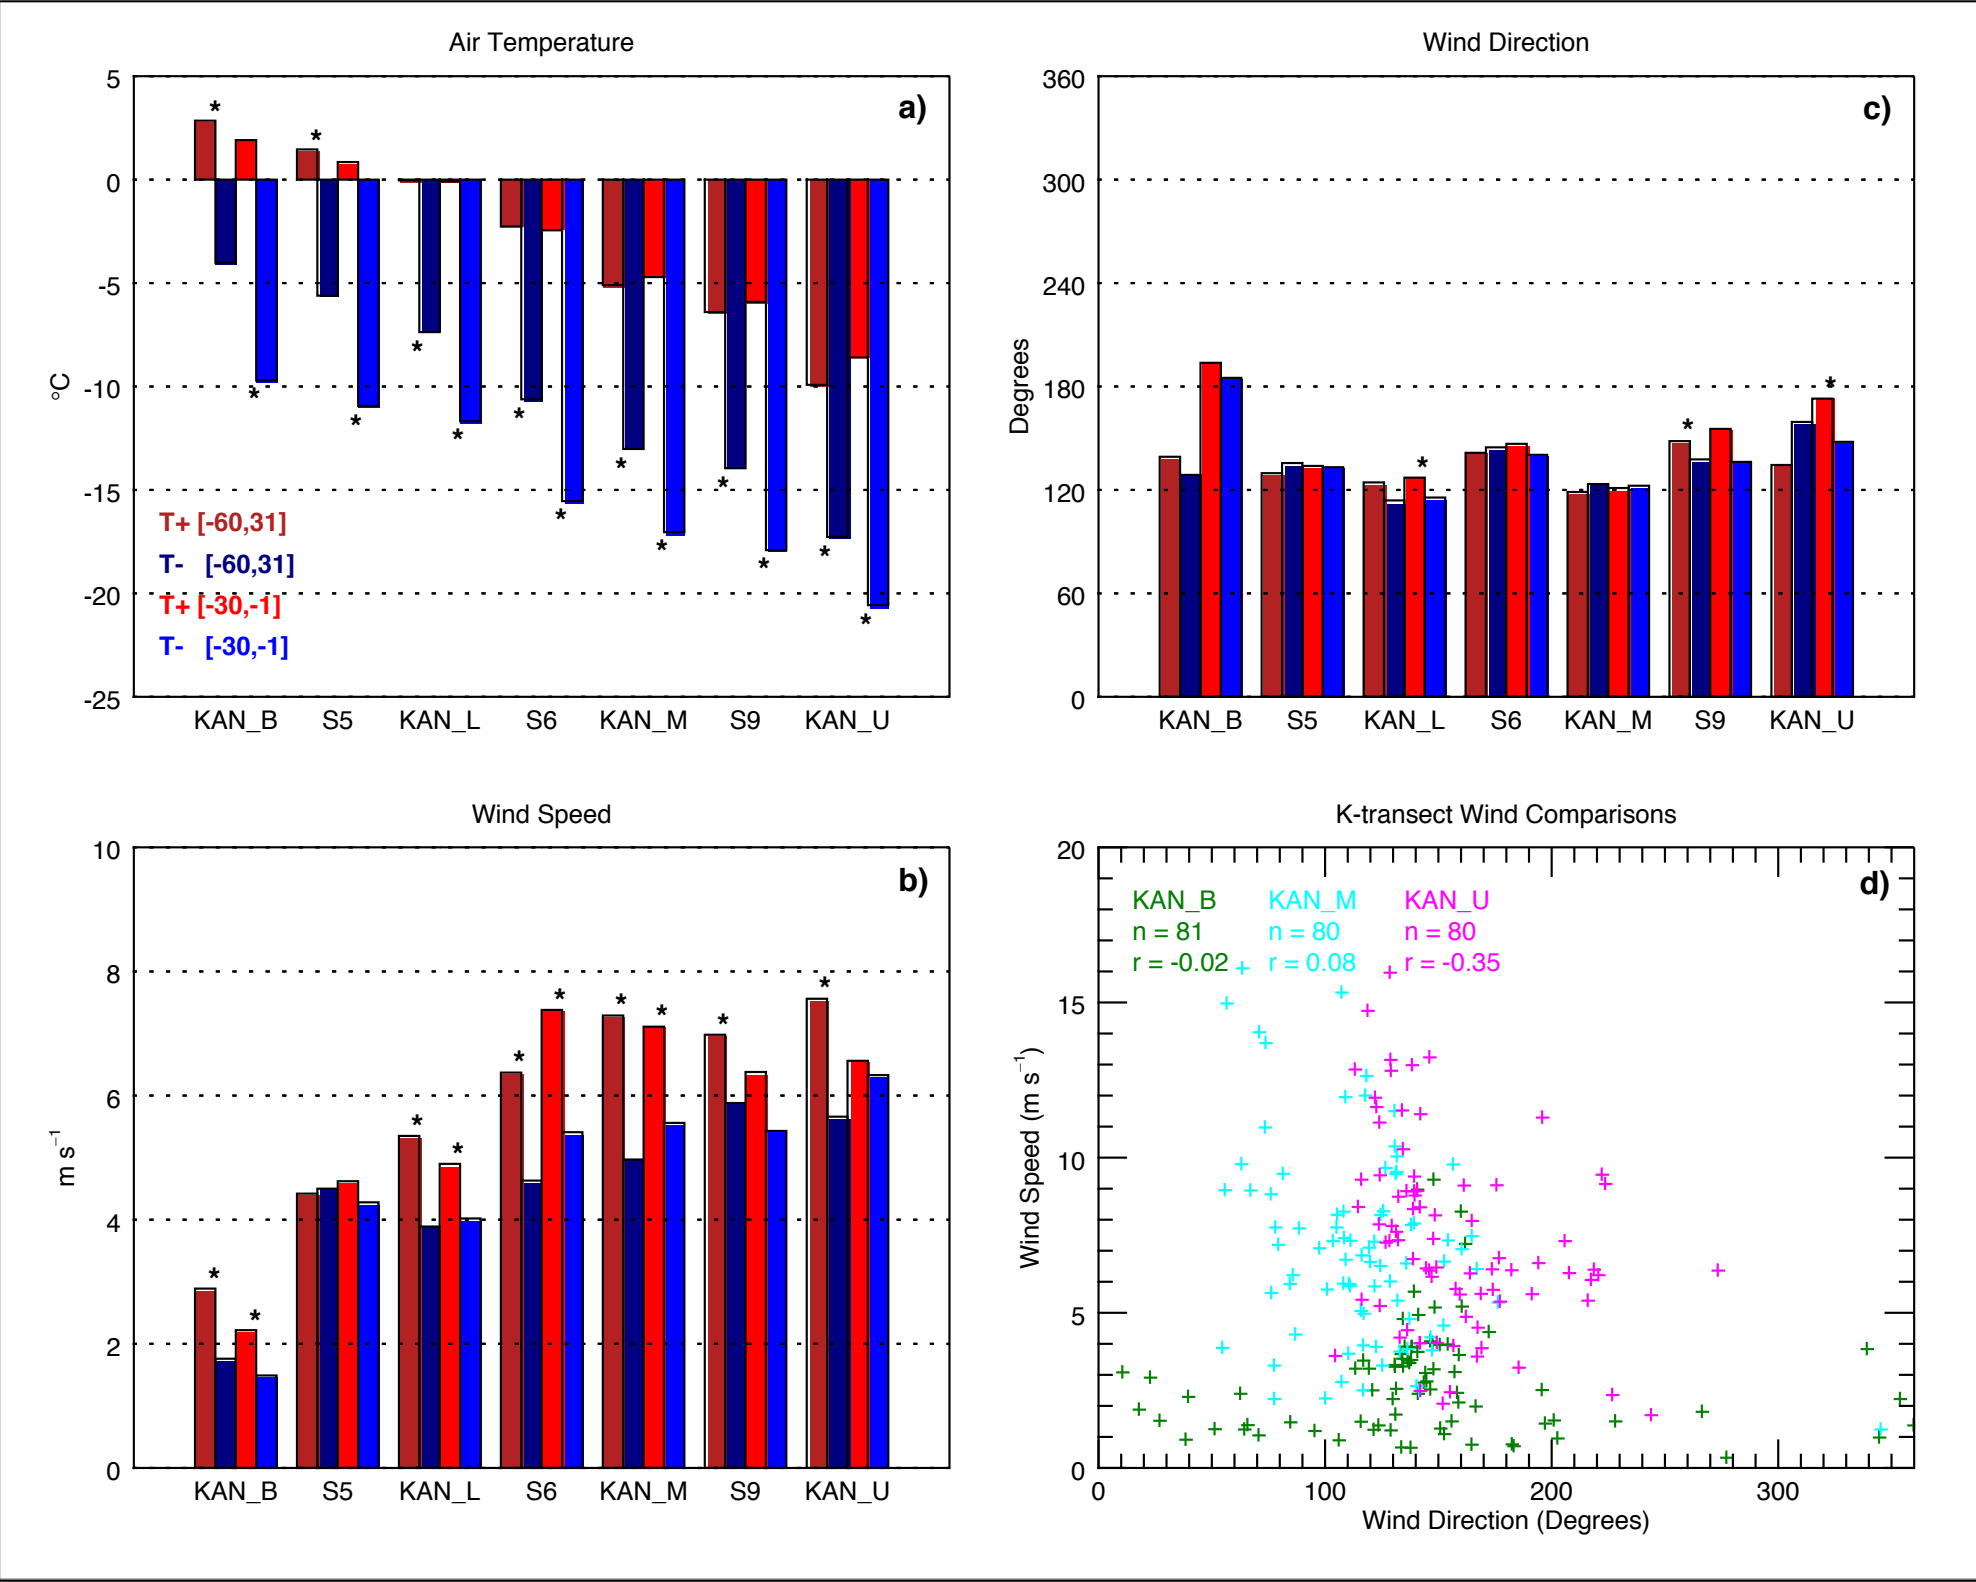 Air Temperature
a)
5
0
-5
-10
-15
-20
-25
°C
*
*
*
*
*
*
*
*
*
*
*
*
*
*
T+ [-60,31]
T- [-60,31]
T+ [-30,-1]
T- [-30,-1]
KAN_B S5 KAN_L S6 KAN_M S9 KAN_U
Wind Direction
c)
360
300
240
180
120
60
0
Degrees
*
*
*
KAN_B S5 KAN_L S6 KAN_M S9 KAN_U
Wind Speed
b)
10
8
6
4
2
0
m s⁻¹
*
*
*
*
*
*
*
*
*
*
KAN_B S5 KAN_L S6 KAN_M S9 KAN_U
K-transect Wind Comparisons
d)
20
15
10
5
0
Wind Speed (m s⁻¹)
KAN_B KAN_M KAN_U
n = 81 n = 80 n = 80
r = -0.02 r = 0.08 r = -0.35
0 100 200 300
Wind Direction (Degrees)